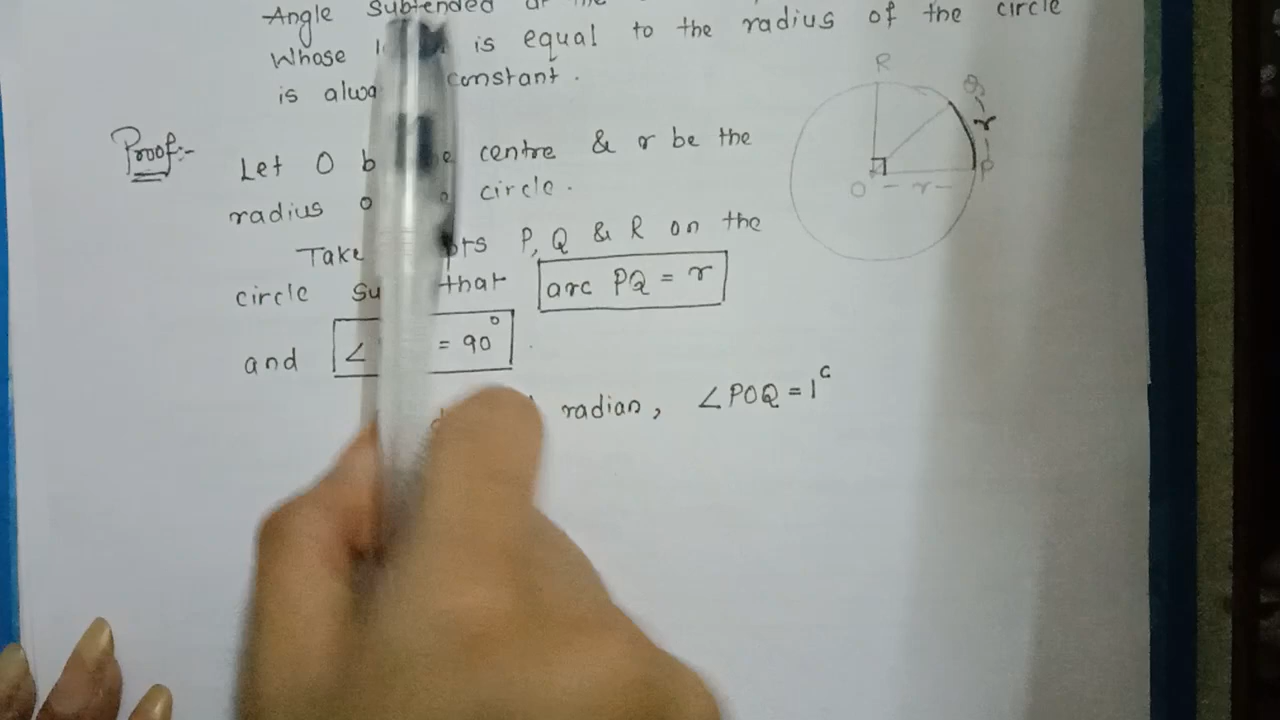 Angle Subtended
Whose is equal to the radius of the circle
is constant.
Proof:-
Let O centre & r be the
radius circle.
Take pts P, Q & R on the
circle that arc PQ = r
and ∠ = 90°
radian, ∠POQ = 1ᶜ
R
Q
r
P
O - r -